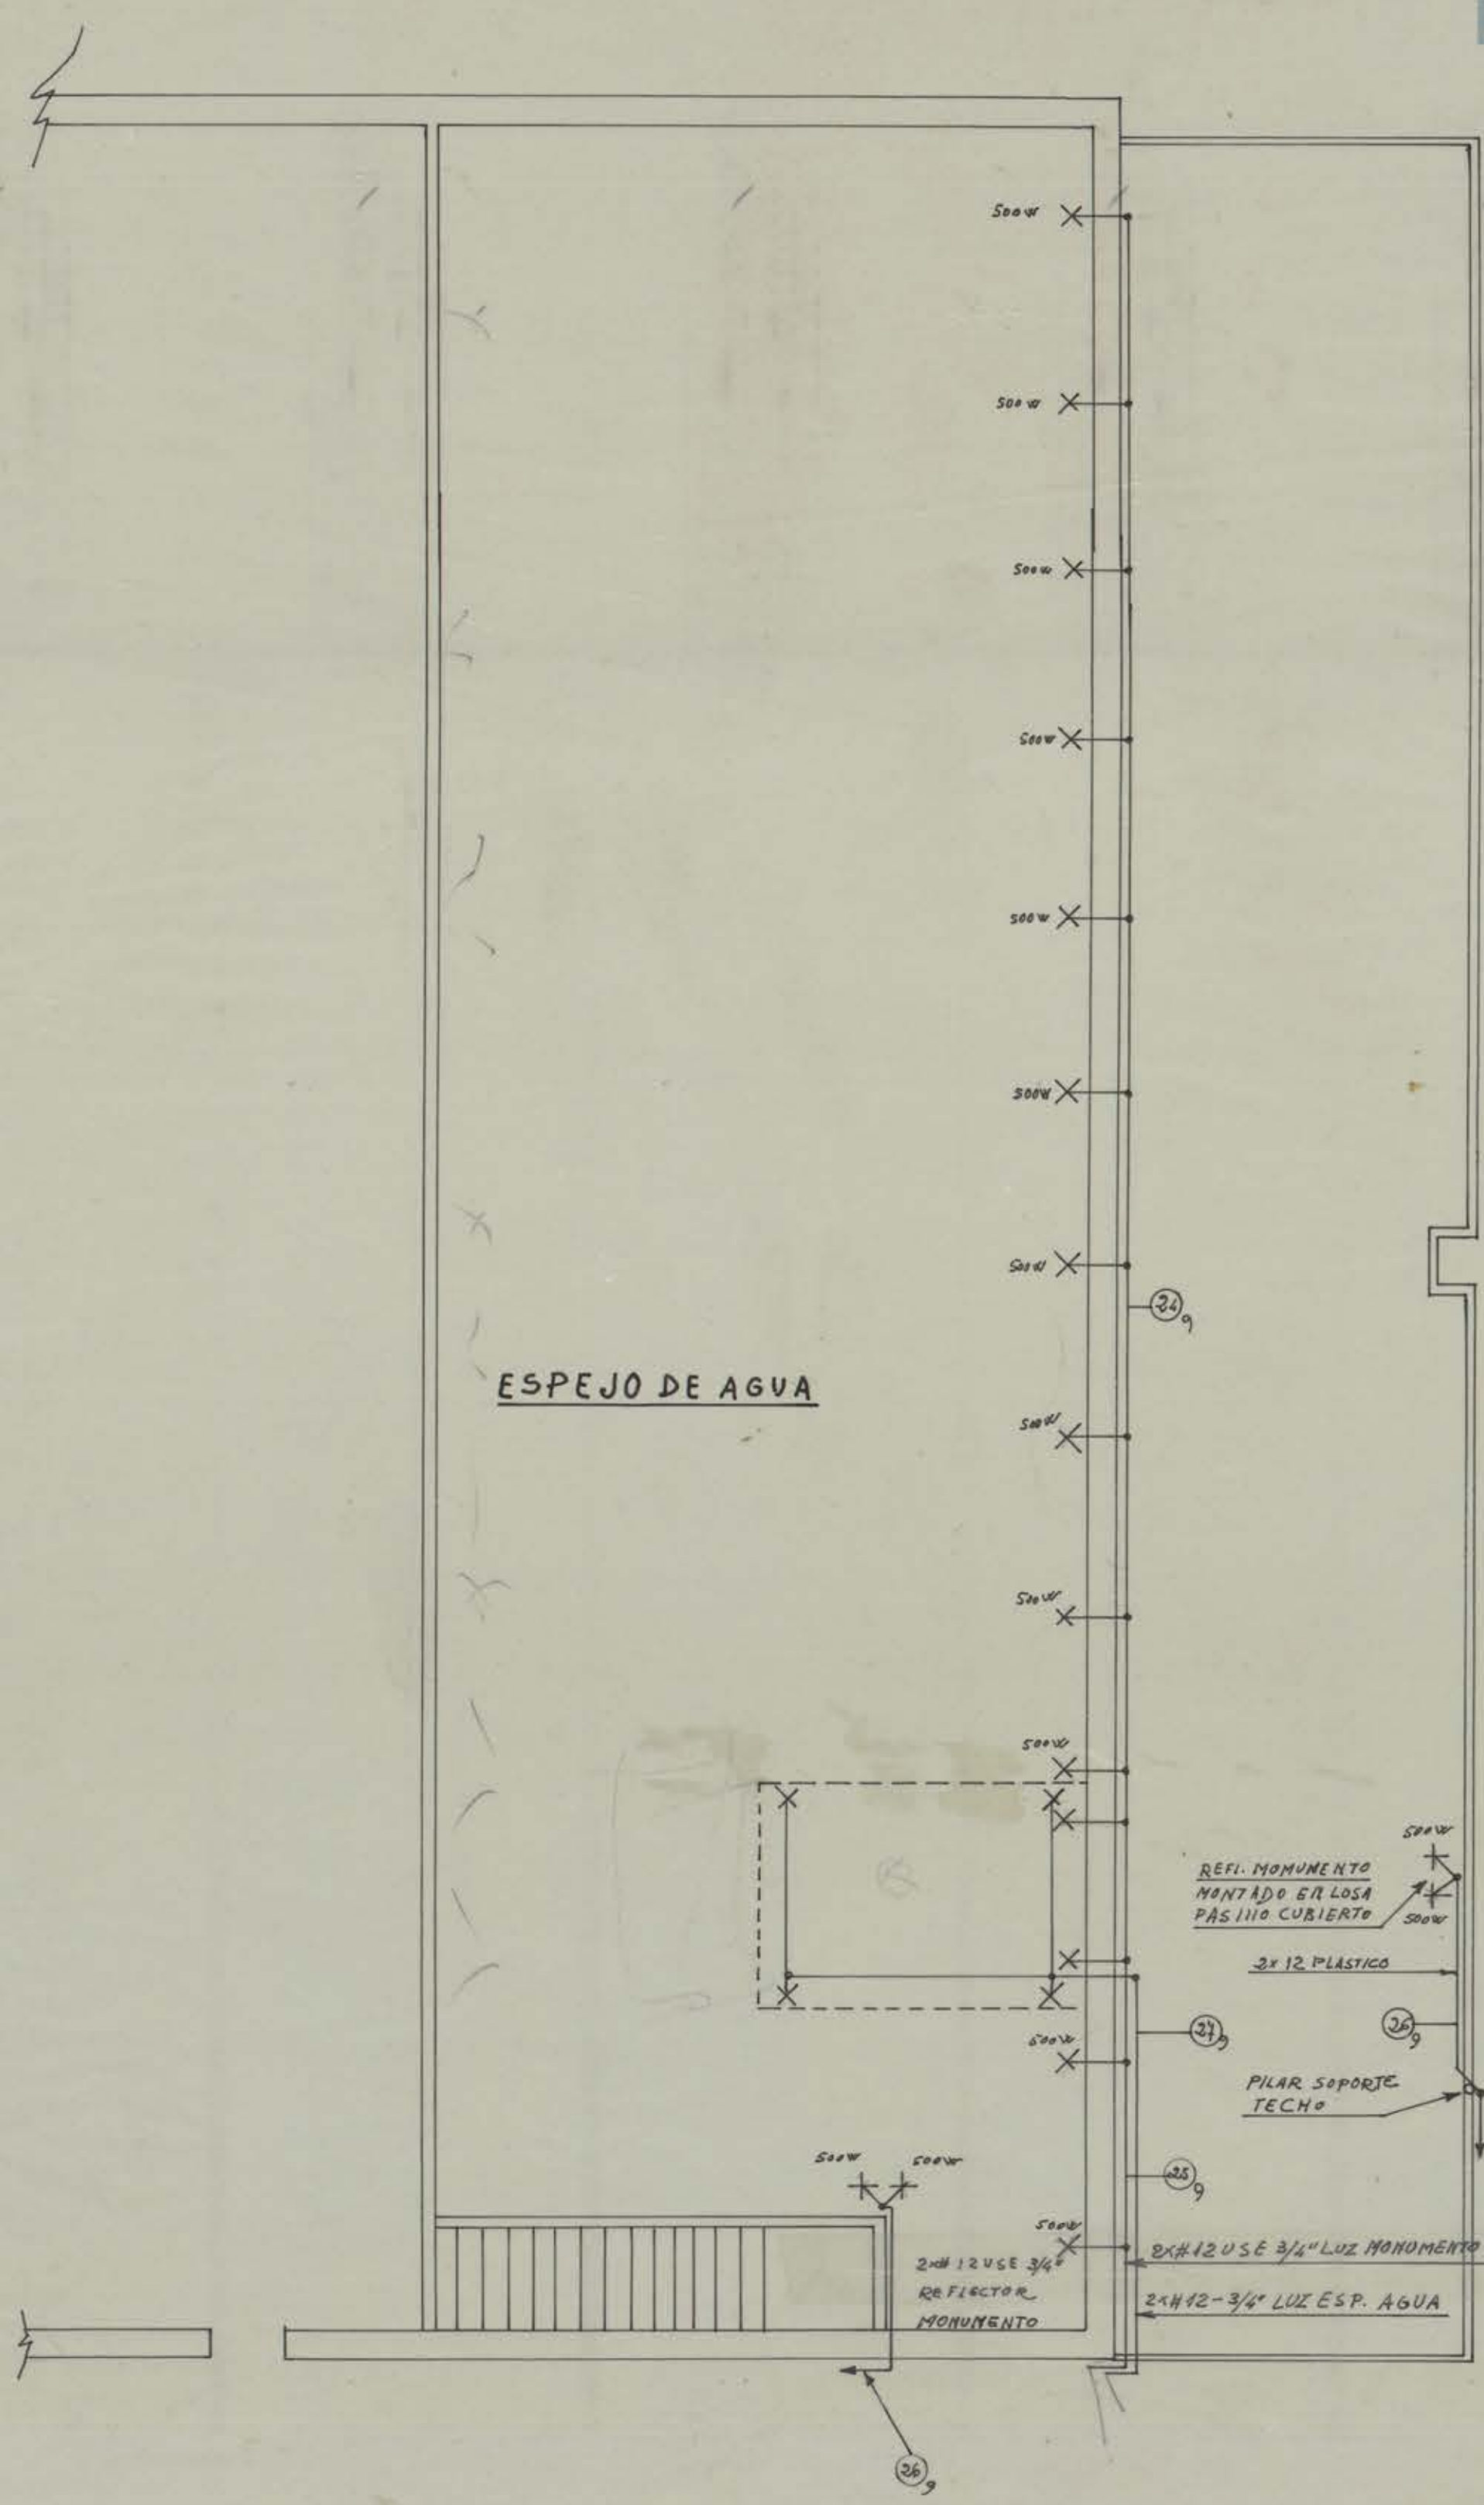 500W
500W
500W
500W
500W
500W
500W
24 9
ESPEJO DE AGUA
500W
500W
500W
500W
REFl. MOMUMENTO
MONTADO EN LOSA
PASIllO CUBIERTO
500W
2x 12 PLASTICO
500W
27 9
26 9
PILAR SOPORTE
TECHO
500W 500W
25 9
500W
2x# 12 USE 3/4"
REFlECTOR
MONUMENTO
2x#12 USE 3/4" LUZ MONUMENTO
2x#12-3/4" LUZ ESP. AGUA
26 9